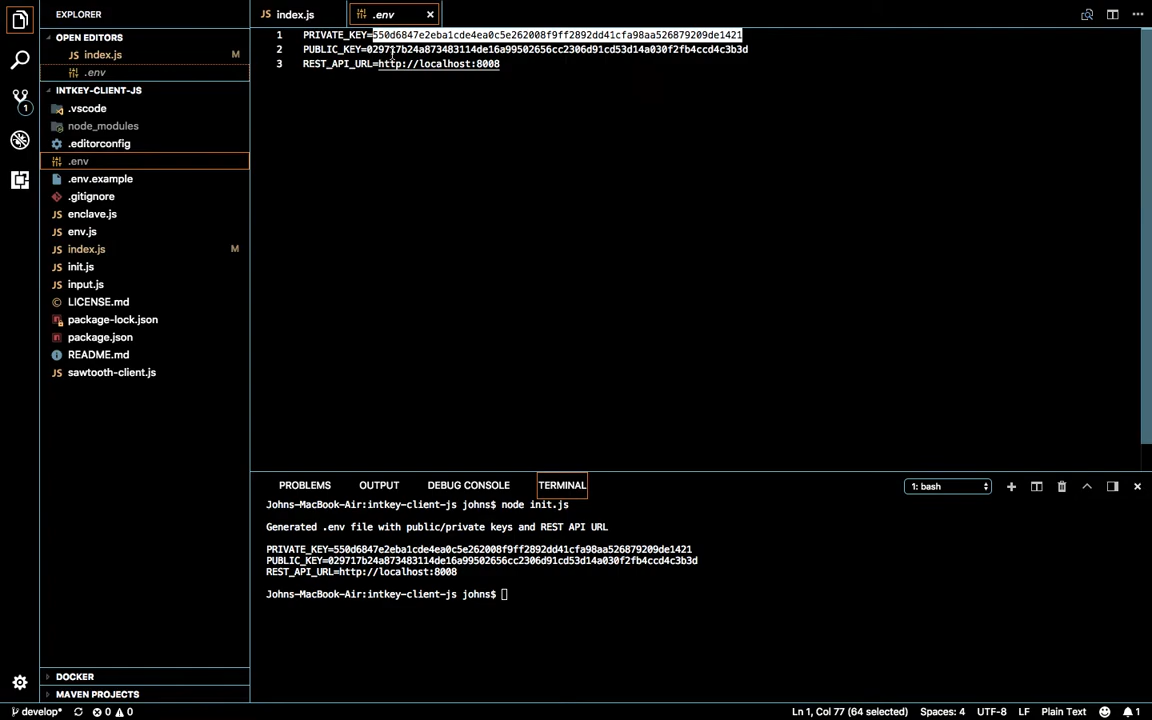 EXPLORER
OPEN EDITORS
index.js M
.env
INTKEY-CLIENT-JS
.vscode
node_modules
.editorconfig
.env
.env.example
.gitignore
JS enclave.js
JS env.js
JS index.js M
JS init.js
JS input.js
LICENSE.md
package-lock.json
package.json
README.md
JS sawtooth-client.js
DOCKER
MAVEN PROJECTS
JS index.js
.env
1 PRIVATE_KEY=550d6847e2eba1cde4ea0c5e262008f9ff2892dd41cfa98aa526879209de1421
2 PUBLIC_KEY=029717b24a873483114de16a99502656cc2306d91cd53d14a030f2fb4ccd4c3b3d
3 REST_API_URL=http://localhost:8008
PROBLEMS OUTPUT DEBUG CONSOLE TERMINAL 1: bash
Johns-MacBook-Air:intkey-client-js johns$ node init.js
Generated .env file with public/private keys and REST API URL
PRIVATE_KEY=550d6847e2eba1cde4ea0c5e262008f9ff2892dd41cfa98aa526879209de1421
PUBLIC_KEY=029717b24a873483114de16a99502656cc2306d91cd53d14a030f2fb4ccd4c3b3d
REST_API_URL=http://localhost:8008
Johns-MacBook-Air:intkey-client-js johns$
develop* 0 0 Ln 1, Col 77 (64 selected) Spaces: 4 UTF-8 LF Plain Text 1